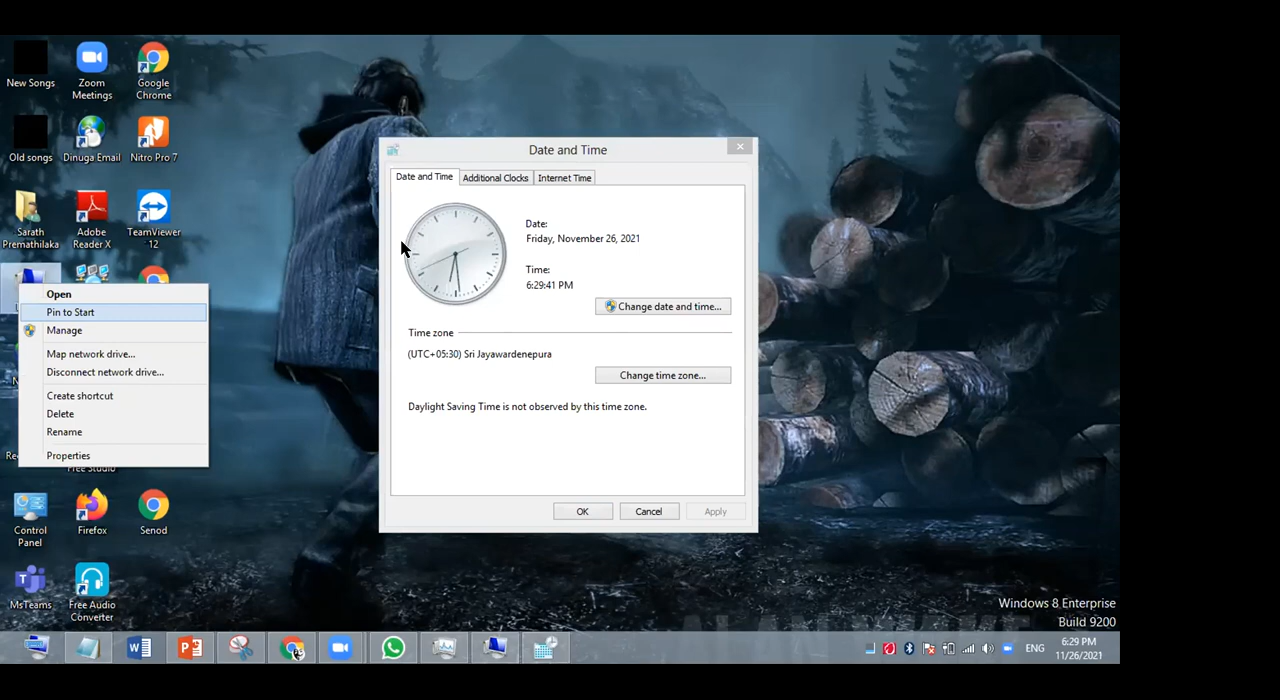 New Songs
Zoom
Meetings
Google
Chrome
Old songs
Dinuga Email
Nitro Pro 7
Sarath
Premathilaka
Adobe
Reader X
TeamViewer
12
Open
Pin to Start
Manage
Map network drive...
Disconnect network drive...
Create shortcut
Delete
Rename
Properties
Free Studio
Control
Panel
Firefox
Senod
MsTeams
Free Audio
Converter
Date and Time
Date and Time
Additional Clocks
Internet Time
Date:
Friday, November 26, 2021
Time:
6:29:41 PM
Change date and time...
Time zone
(UTC+05:30) Sri Jayawardenepura
Change time zone...
Daylight Saving Time is not observed by this time zone.
OK
Cancel
Apply
Windows 8 Enterprise
Build 9200
ENG
6:29 PM
11/26/2021